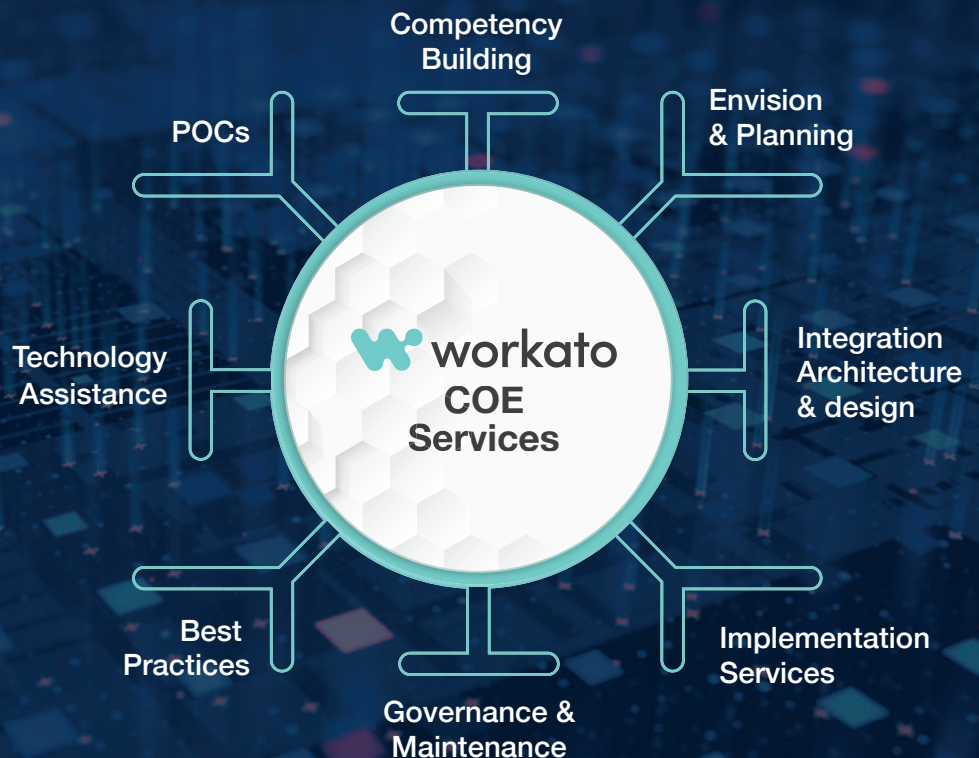 Competency
Building
Envision
& Planning
POCs
Integration
Architecture
& design
Technology
Assistance
workato
COE
Services
Best
Practices
Implementation
Services
Governance &
Maintenance